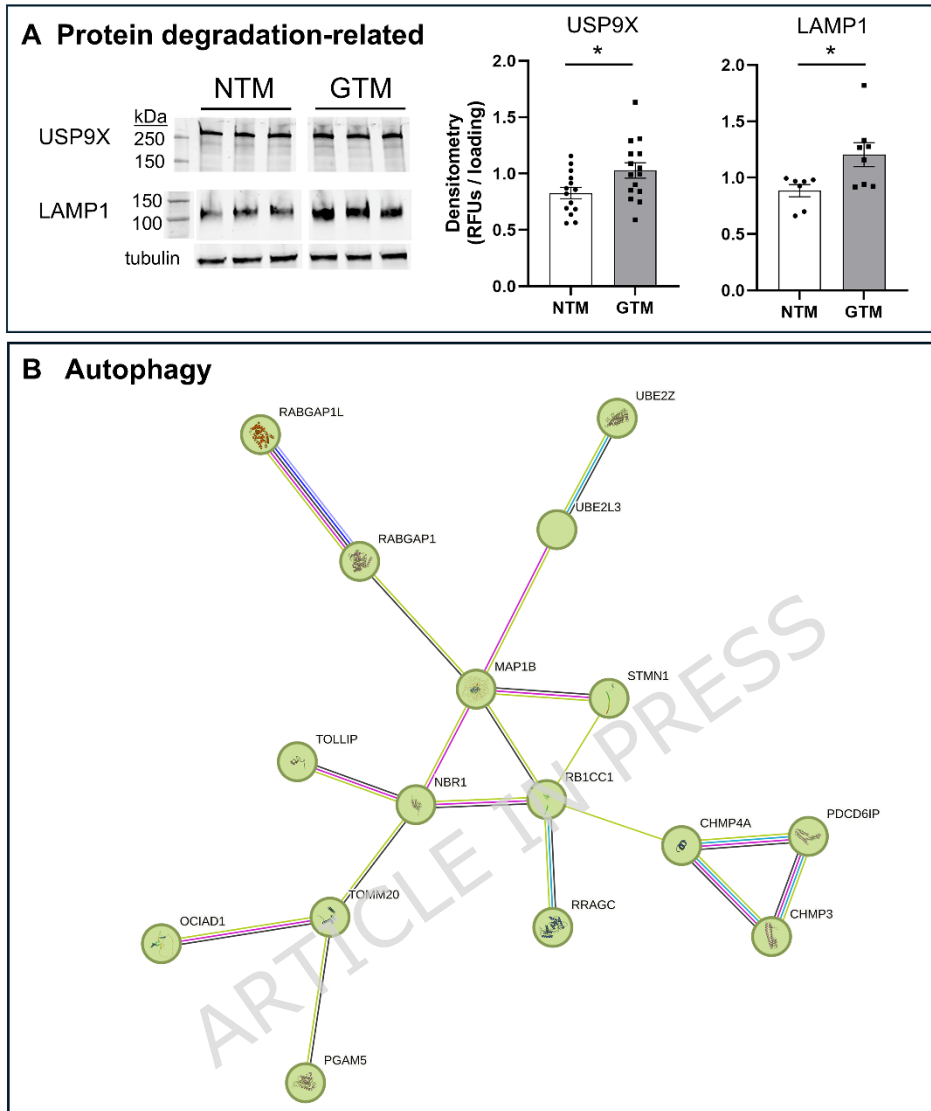 A Protein degradation-related
NTM GTM
kDa
USP9X
250
150
LAMP1
150
100
tubulin
USP9X
*
Densitometry
(RFUs / loading)
2.0
1.5
1.0
0.5
0.0
NTM GTM
LAMP1
*
2.0
1.5
1.0
0.5
0.0
NTM GTM
B Autophagy
UBE2Z
RABGAP1L
UBE2L3
RABGAP1
MAP1B
STMN1
TOLLIP
NBR1
RB1CC1
CHMP4A
PDCD6IP
TOMM20
OCIAD1
RRAGC
CHMP3
PGAM5
ARTICLE IN PRESS